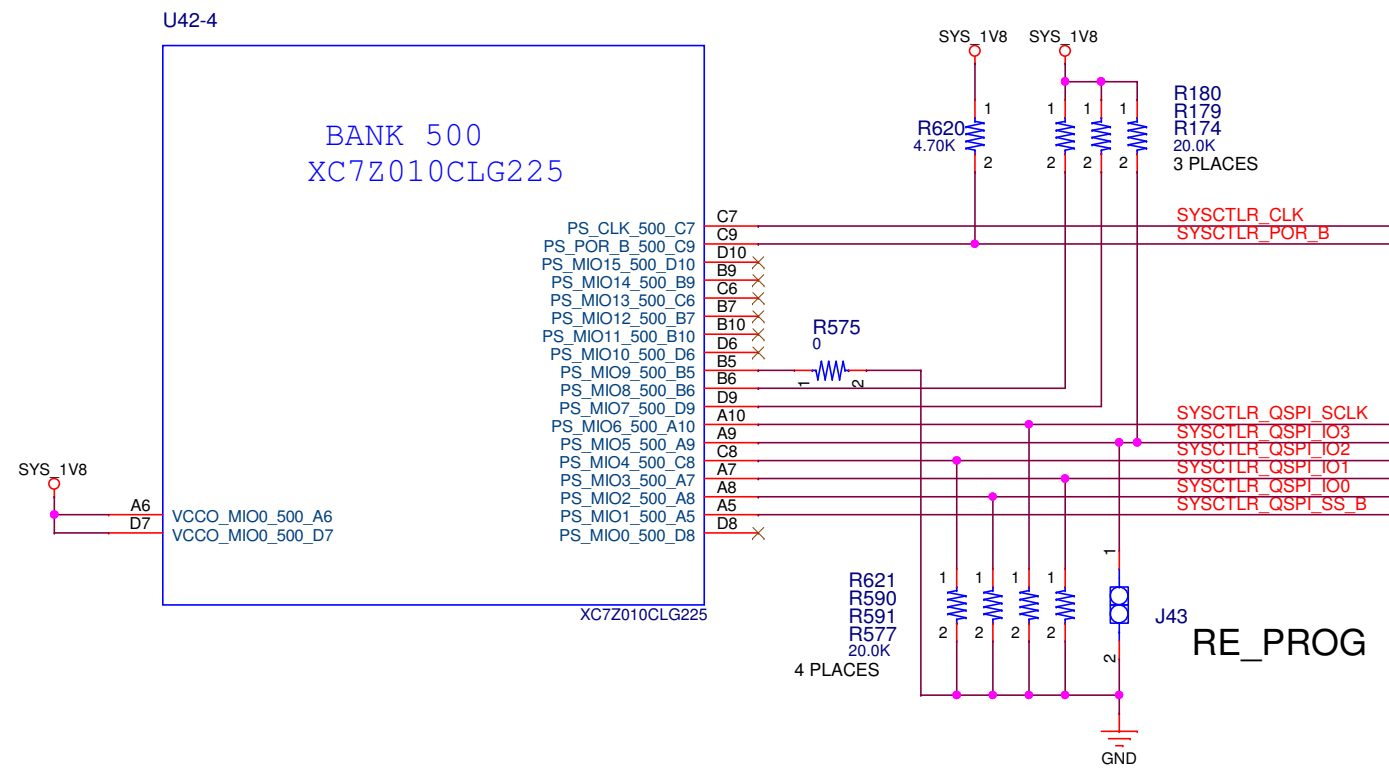 U42-4
BANK 500
XC7Z010CLG225
PS_CLK_500_C7
PS_POR_B_500_C9
PS_MIO15_500_D10
PS_MIO14_500_B9
PS_MIO13_500_C6
PS_MIO12_500_B7
PS_MIO11_500_B10
PS_MIO10_500_D6
PS_MIO9_500_B5
PS_MIO8_500_B6
PS_MIO7_500_D9
PS_MIO6_500_A10
PS_MIO5_500_A9
PS_MIO4_500_C8
PS_MIO3_500_A7
PS_MIO2_500_A8
PS_MIO1_500_A5
PS_MIO0_500_D8
C7
C9
D10
B9
C6
B7
B10
D6
B5
B6
D9
A10
A9
C8
A7
A8
A5
D8
SYS_1V8
A6
D7
VCCO_MIO0_500_A6
VCCO_MIO0_500_D7
XC7Z010CLG225
SYS_1V8
SYS_1V8
R620
4.70K
1
2
1
1
1
2
2
2
R180
R179
R174
20.0K
3 PLACES
R575
0
1
2
SYSCTLR_CLK
SYSCTLR_POR_B
SYSCTLR_QSPI_SCLK
SYSCTLR_QSPI_IO3
SYSCTLR_QSPI_IO2
SYSCTLR_QSPI_IO1
SYSCTLR_QSPI_IO0
SYSCTLR_QSPI_SS_B
R621
R590
R591
R577
20.0K
4 PLACES
1
1
1
1
2
2
2
2
1
2
J43
RE_PROG
GND